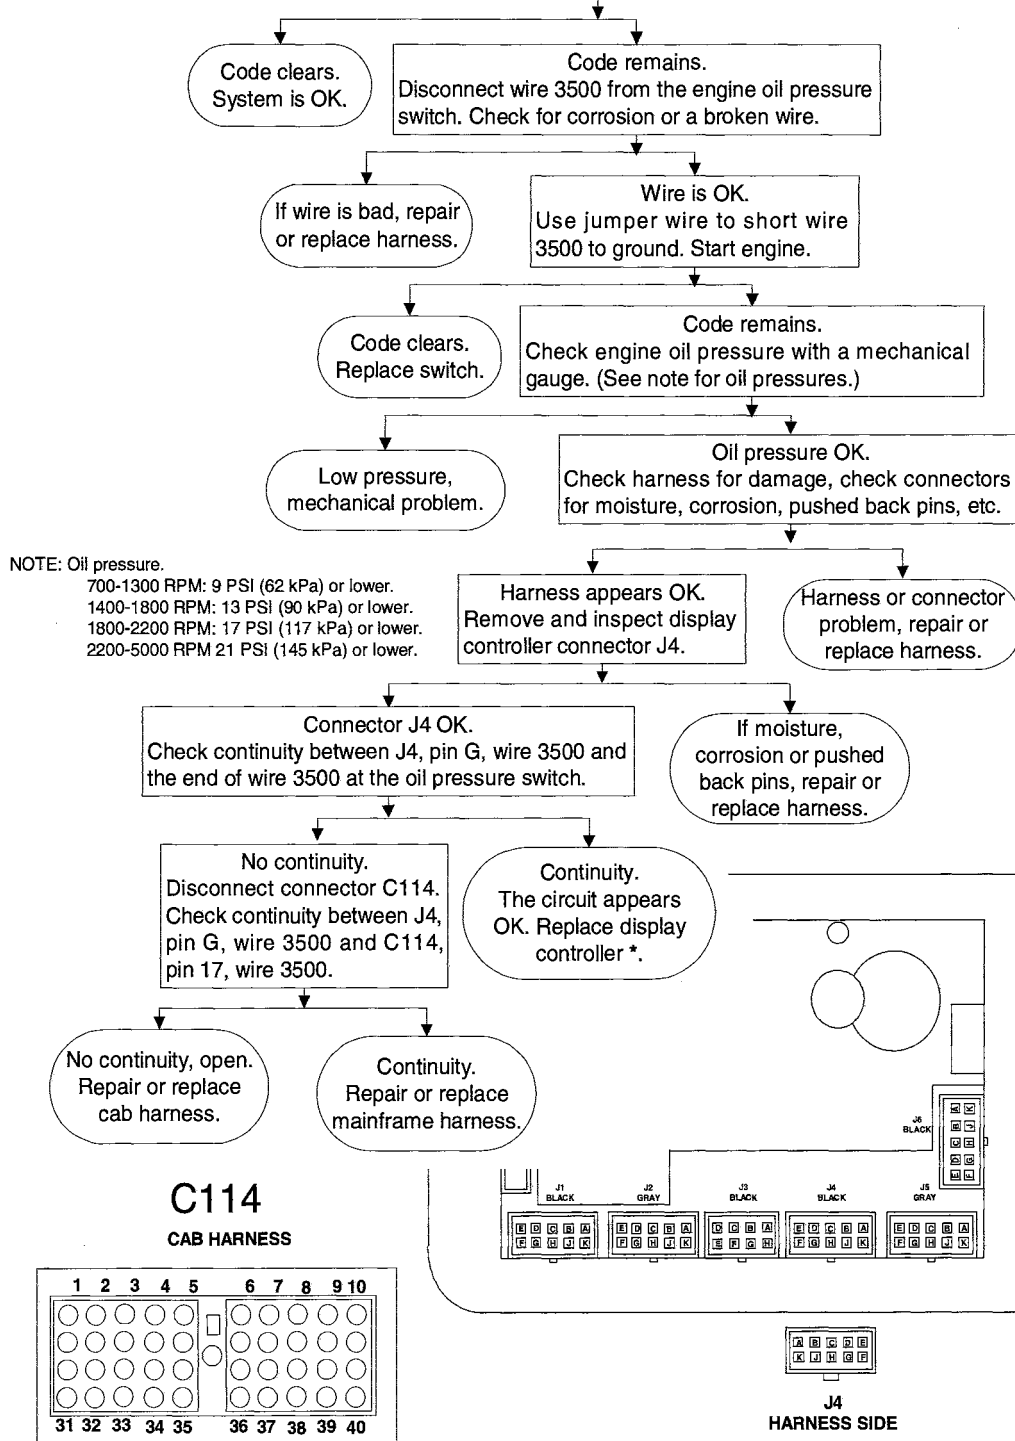 Code clears.
System is OK.
Code remains.
Disconnect wire 3500 from the engine oil pressure
switch. Check for corrosion or a broken wire.
If wire is bad, repair
or replace harness.
Wire is OK.
Use jumper wire to short wire
3500 to ground. Start engine.
Code clears.
Replace switch.
Code remains.
Check engine oil pressure with a mechanical
gauge. (See note for oil pressures.)
Low pressure,
mechanical problem.
Oil pressure OK.
Check harness for damage, check connectors
for moisture, corrosion, pushed back pins, etc.
NOTE: Oil pressure.
700-1300 RPM: 9 PSI (62 kPa) or lower.
1400-1800 RPM: 13 PSI (90 kPa) or lower.
1800-2200 RPM: 17 PSI (117 kPa) or lower.
2200-5000 RPM 21 PSI (145 kPa) or lower.
Harness appears OK.
Remove and inspect display
controller connector J4.
Harness or connector
problem, repair or
replace harness.
Connector J4 OK.
Check continuity between J4, pin G, wire 3500 and
the end of wire 3500 at the oil pressure switch.
If moisture,
corrosion or pushed
back pins, repair or
replace harness.
No continuity.
Disconnect connector C114.
Check continuity between J4,
pin G, wire 3500 and C114,
pin 17, wire 3500.
Continuity.
The circuit appears
OK. Replace display
controller *.
No continuity, open.
Repair or replace
cab harness.
Continuity.
Repair or replace
mainframe harness.
J6
BLACK
A K
B J
C H
D G
E F
J1
BLACK
J2
GRAY
J3
BLACK
J4
BLACK
J5
GRAY
E D C B A
F G H J K
E D C B A
F G H J K
D C B A
E F G H
E D C B A
F G H J K
E D C B A
F G H J K
C114
CAB HARNESS
1 2 3 4 5 6 7 8 9 10
31 32 33 34 35 36 37 38 39 40
A B C D E
K J H G F
J4
HARNESS SIDE